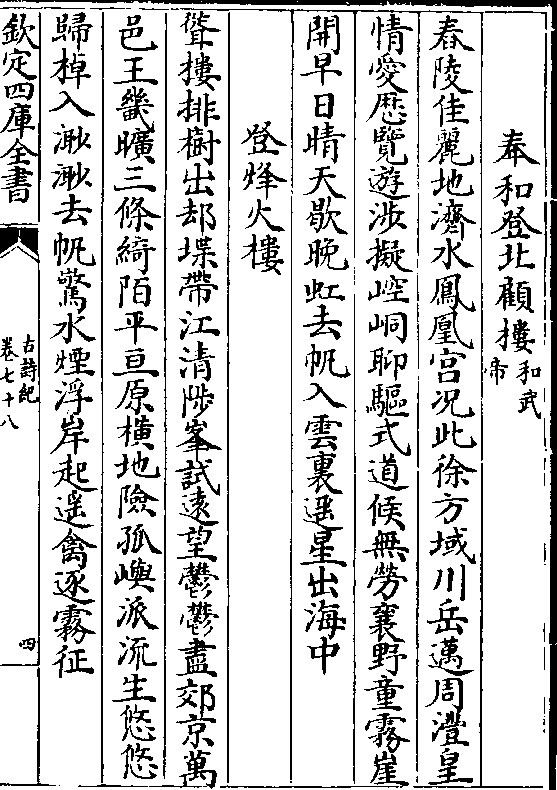 奉和登北顧樓和武帝
春陵佳麗地濟水鳳凰宮况此徐方域川岳邁周灃皇
情愛歴覽遊涉擬崆峒聊驅式道候無勞襄野童霧崖
開早日晴天歇晚虹去帆入雲裏遥星出海中
登烽火樓
聳樓排樹出却堞帶江清陟峯試逺望鬱鬱盡郊京萬
邑王畿曠三條綺陌平亘原横地險孤嶼派流生悠悠
歸棹入渺渺去帆驚水煙浮岸起遥禽逐霧征
欽定四庫全書
古詩紀
卷七十八
四